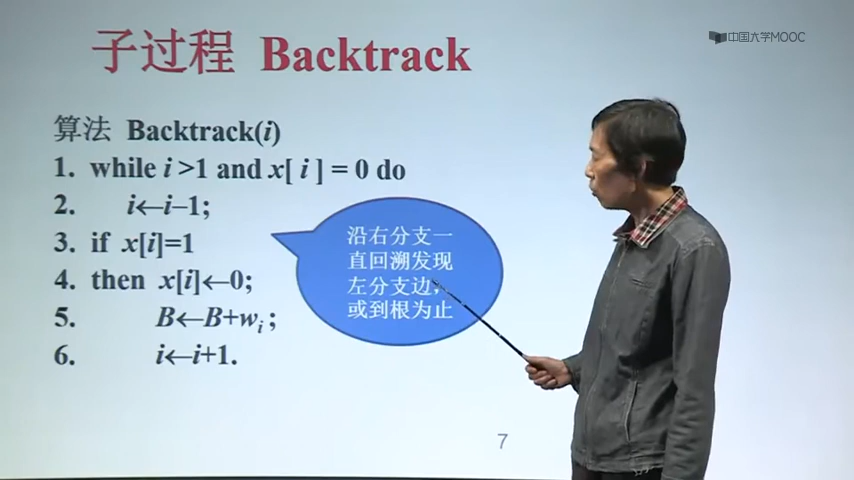 中国大学MOOC
子过程 Backtrack
算法 Backtrack(i)
1. while i >1 and x[ i ] = 0 do
2. i←i–1;
3. if x[i]=1
4. then x[i]←0;
5. B←B+wᵢ ;
6. i←i+1.
沿右分支一
直回溯发现
左分支边,
或到根为止
7